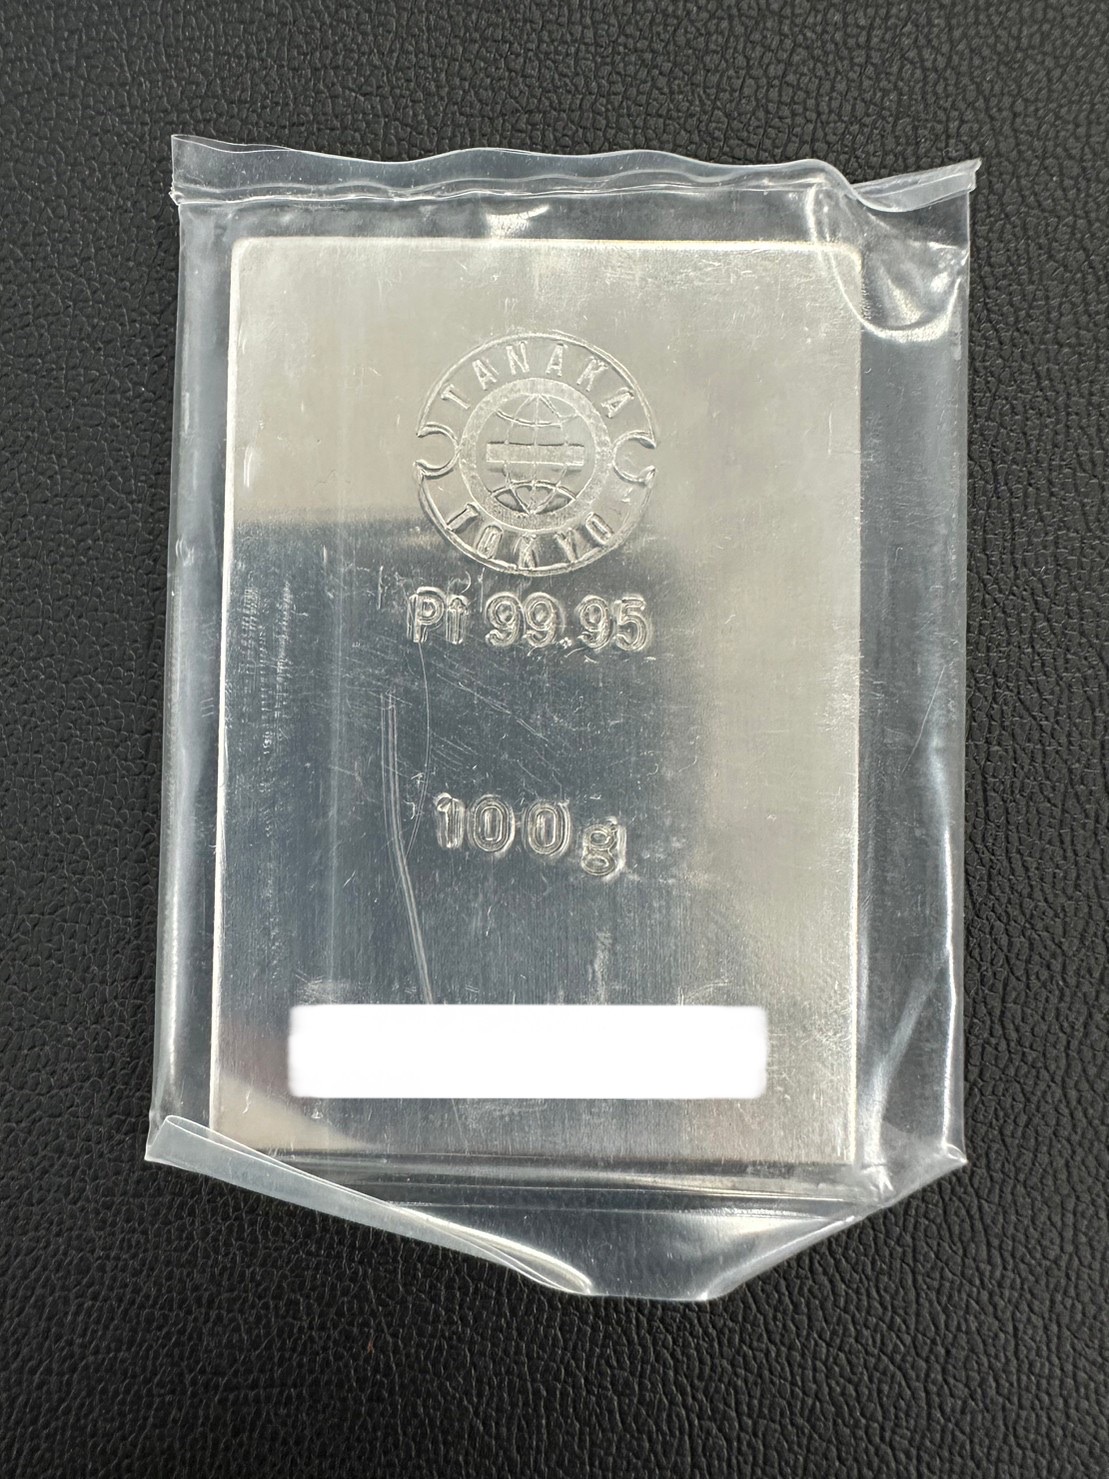 TANAKA
TOKYO
Pt 99.95
100g